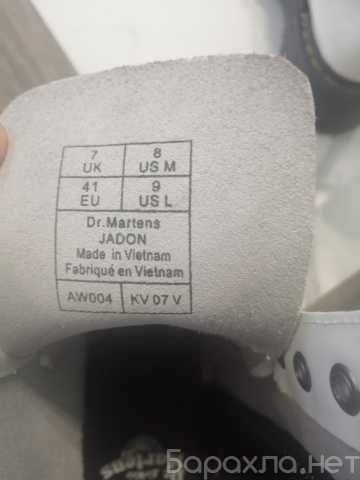 7 UK
8 US M
41 EU
9 US L
Dr.Martens
JADON
Made in Vietnam
Fabriqué en Vietnam
AW004
KV 07 V
Барахла.нет